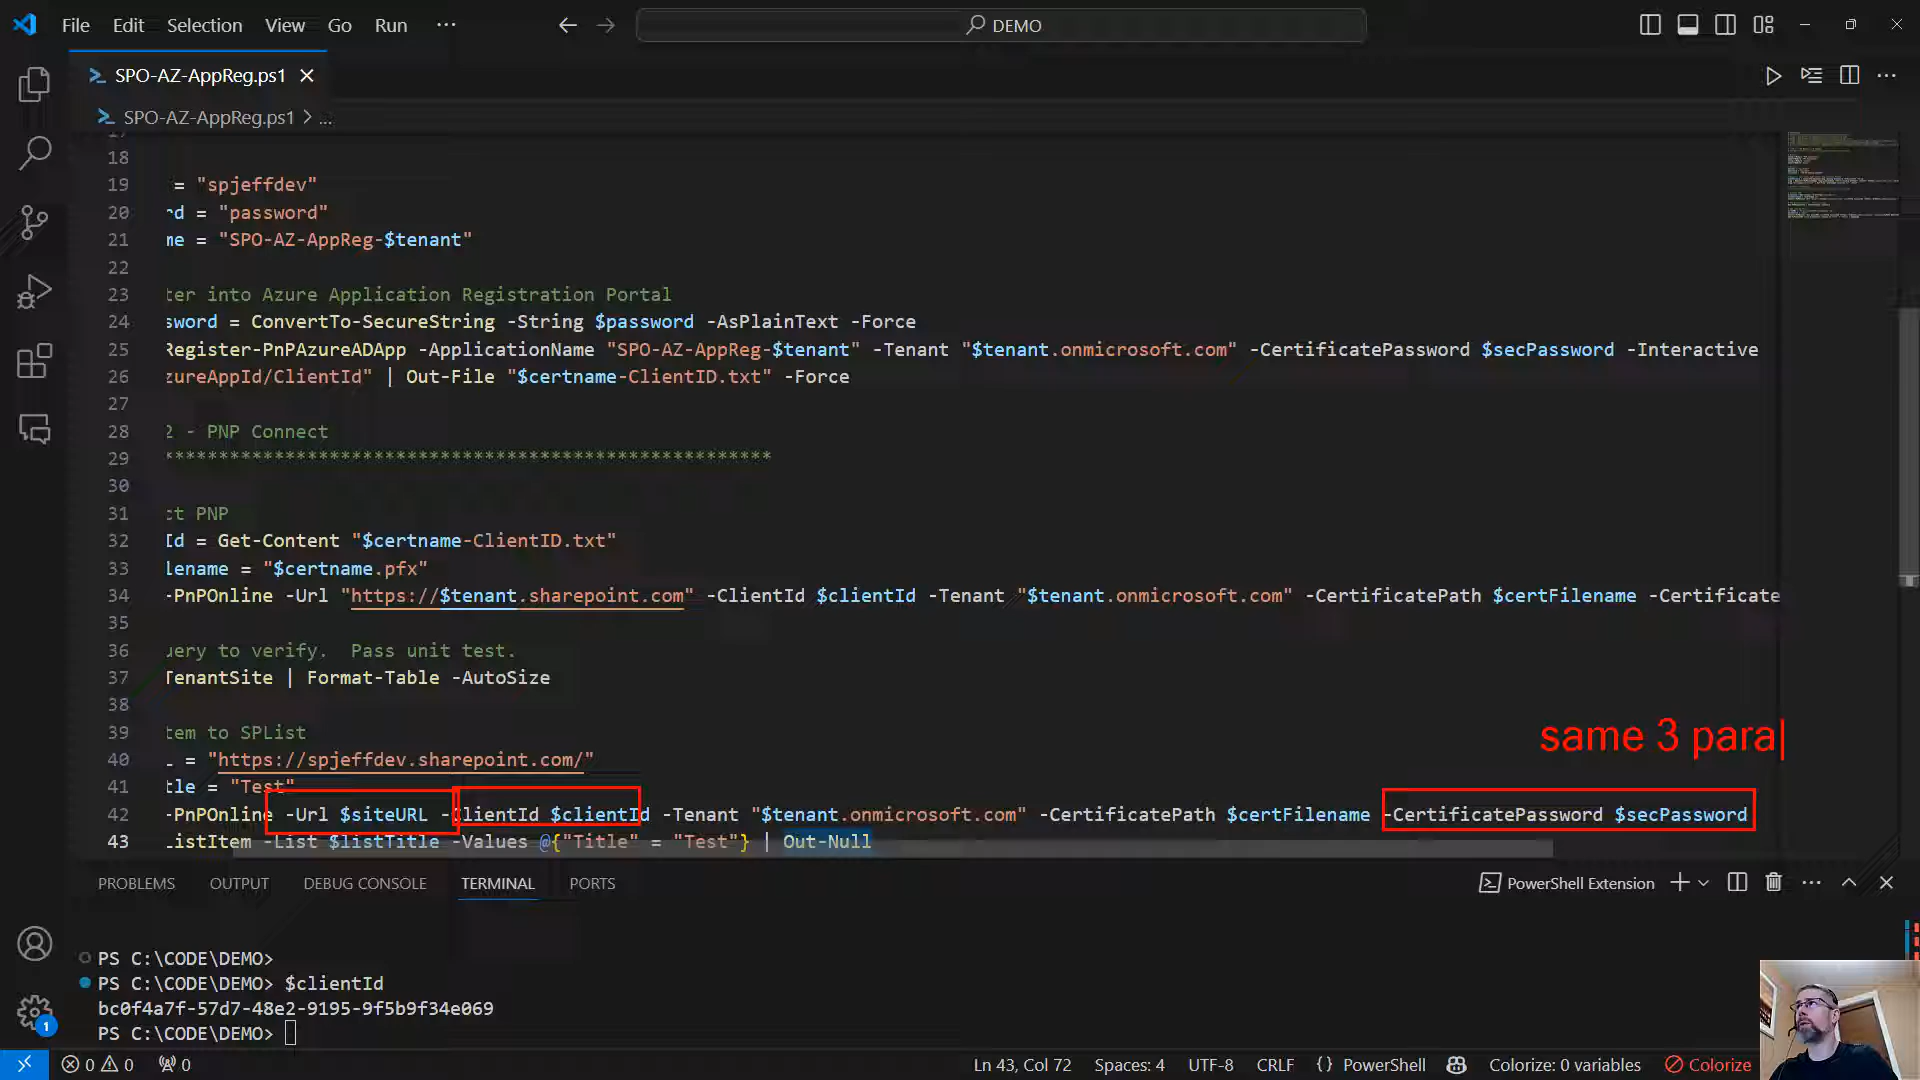 File Edit Selection View Go Run ···
DEMO
SPO-AZ-AppReg.ps1
SPO-AZ-AppReg.ps1 > ...
18
19 = "spjeffdev"
20 rd = "password"
21 me = "SPO-AZ-AppReg-$tenant"
22
23 ter into Azure Application Registration Portal
24 sword = ConvertTo-SecureString -String $password -AsPlainText -Force
25 Register-PnPAzureADApp -ApplicationName "SPO-AZ-AppReg-$tenant" -Tenant "$tenant.onmicrosoft.com" -CertificatePassword $secPassword -Interactive
26 zureAppId/ClientId" | Out-File "$certname-ClientID.txt" -Force
27
28 2 - PNP Connect
29 *********************************************************
30
31 ct PNP
32 Id = Get-Content "$certname-ClientID.txt"
33 lename = "$certname.pfx"
34 -PnPOnline -Url "https://$tenant.sharepoint.com" -ClientId $clientId -Tenant "$tenant.onmicrosoft.com" -CertificatePath $certFilename -Certificate
35
36 uery to verify.  Pass unit test.
37 TenantSite | Format-Table -AutoSize
38
39 tem to SPList
same 3 para
40 L = "https://spjeffdev.sharepoint.com/"
41 tle = "Test"
42 -PnPOnline -Url $siteURL -ClientId $clientId -Tenant "$tenant.onmicrosoft.com" -CertificatePath $certFilename -CertificatePassword $secPassword
43 ListItem -List $listTitle -Values @{"Title" = "Test"} | Out-Null
PROBLEMS OUTPUT DEBUG CONSOLE TERMINAL PORTS PowerShell Extension
PS C:\CODE\DEMO>
PS C:\CODE\DEMO> $clientId
bc0f4a7f-57d7-48e2-9195-9f5b9f34e069
PS C:\CODE\DEMO>
1
0 0 0 Ln 43, Col 72 Spaces: 4 UTF-8 CRLF {} PowerShell Colorize: 0 variables Colorize